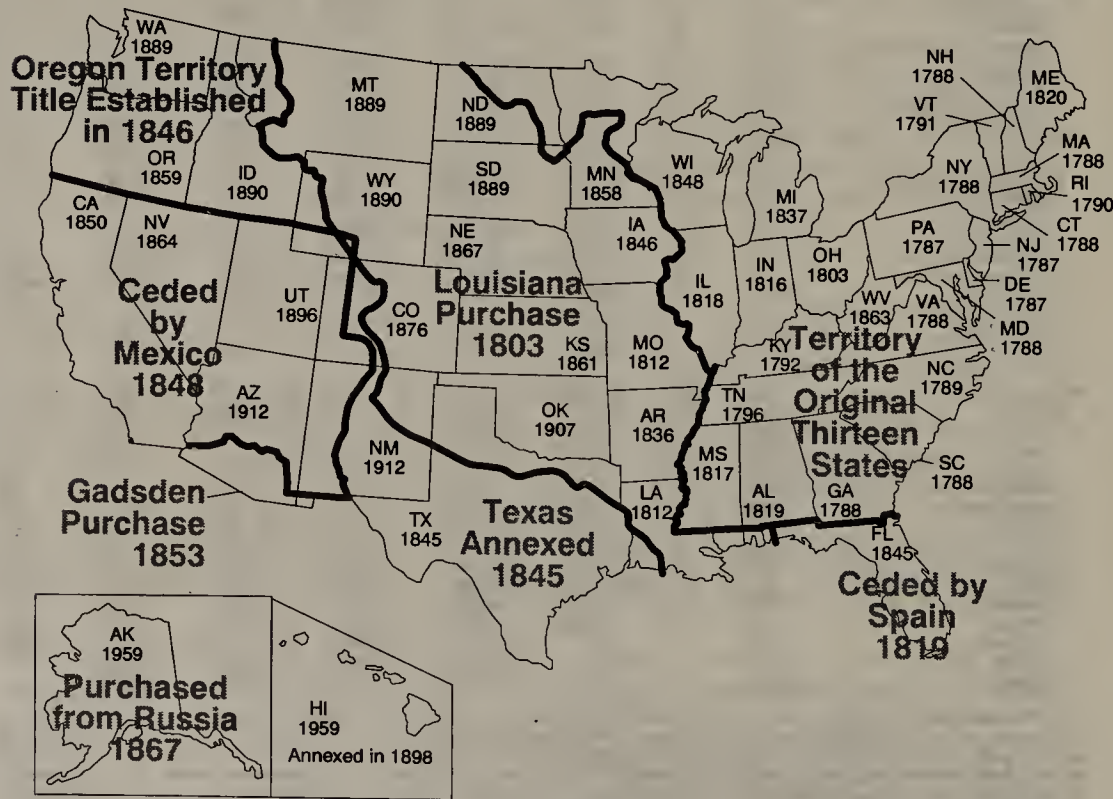 WA
1889
Oregon Territory
Title Established
in 1846
OR
1859
ID
1890
MT
1889
ND
1889
SD
1889
WY
1890
NE
1867
MN
1858
WI
1848
IA
1846
MI
1837
NH
1788
VT
1791
ME
1820
MA
1788
NY
1788
RI
1790
CT
1788
PA
1787
NJ
1787
DE
1787
MD
1788
CA
1850
NV
1864
Ceded
by
Mexico
1848
UT
1896
CO
1876
Louisiana
Purchase
1803
KS
1861
MO
1812
IL
1818
IN
1816
OH
1803
WV
1863
VA
1788
KY
1792
Territory
of the
Original
Thirteen
States
NC
1789
TN
1796
SC
1788
AZ
1912
NM
1912
OK
1907
AR
1836
MS
1817
AL
1819
GA
1788
LA
1812
Gadsden
Purchase
1853
TX
1845
Texas
Annexed
1845
FL
1845
Ceded by
Spain
1819
AK
1959
Purchased
from Russia
1867
HI
1959
Annexed in 1898